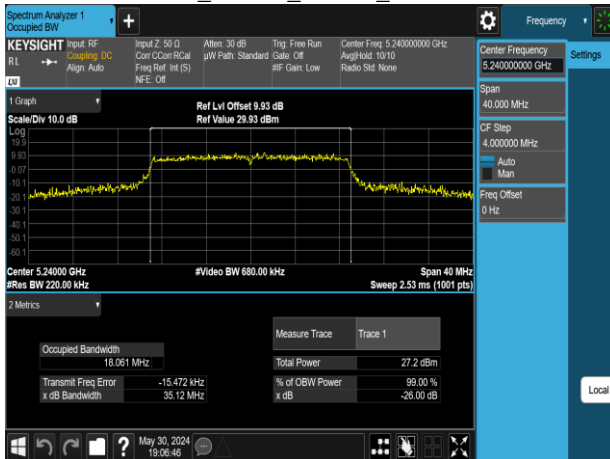 Spectrum Analyzer 1
Occupied BW
Frequency
KEYSIGHT
RL
LXI
Input: RF
Coupling: DC
Align: Auto
Input Z: 50 Ω
Corr CCorr RCal
Freq Ref: Int (S)
NFE: Off
Atten: 30 dB
µW Path: Standard
Trig: Free Run
Gate: Off
#IF Gain: Low
Center Freq: 5.240000000 GHz
Avg|Hold: 10/10
Radio Std: None
Center Frequency
5.240000000 GHz
Settings
Span
40.000 MHz
CF Step
4.000000 MHz
Auto
Man
Freq Offset
0 Hz
Local
1 Graph
Scale/Div 10.0 dB
Ref Lvl Offset 9.93 dB
Ref Value 29.93 dBm
Log
19.9
9.93
-0.07
-10.1
-20.1
-30.1
-40.1
-50.1
-60.1
Center 5.24000 GHz
#Res BW 220.00 kHz
#Video BW 680.00 kHz
Span 40 MHz
Sweep 2.53 ms (1001 pts)
2 Metrics
Measure Trace
Trace 1
Occupied Bandwidth
18.061 MHz
Total Power
27.2 dBm
Transmit Freq Error
-15.472 kHz
% of OBW Power
99.00 %
x dB Bandwidth
35.12 MHz
x dB
-26.00 dB
May 30, 2024
19:06:46